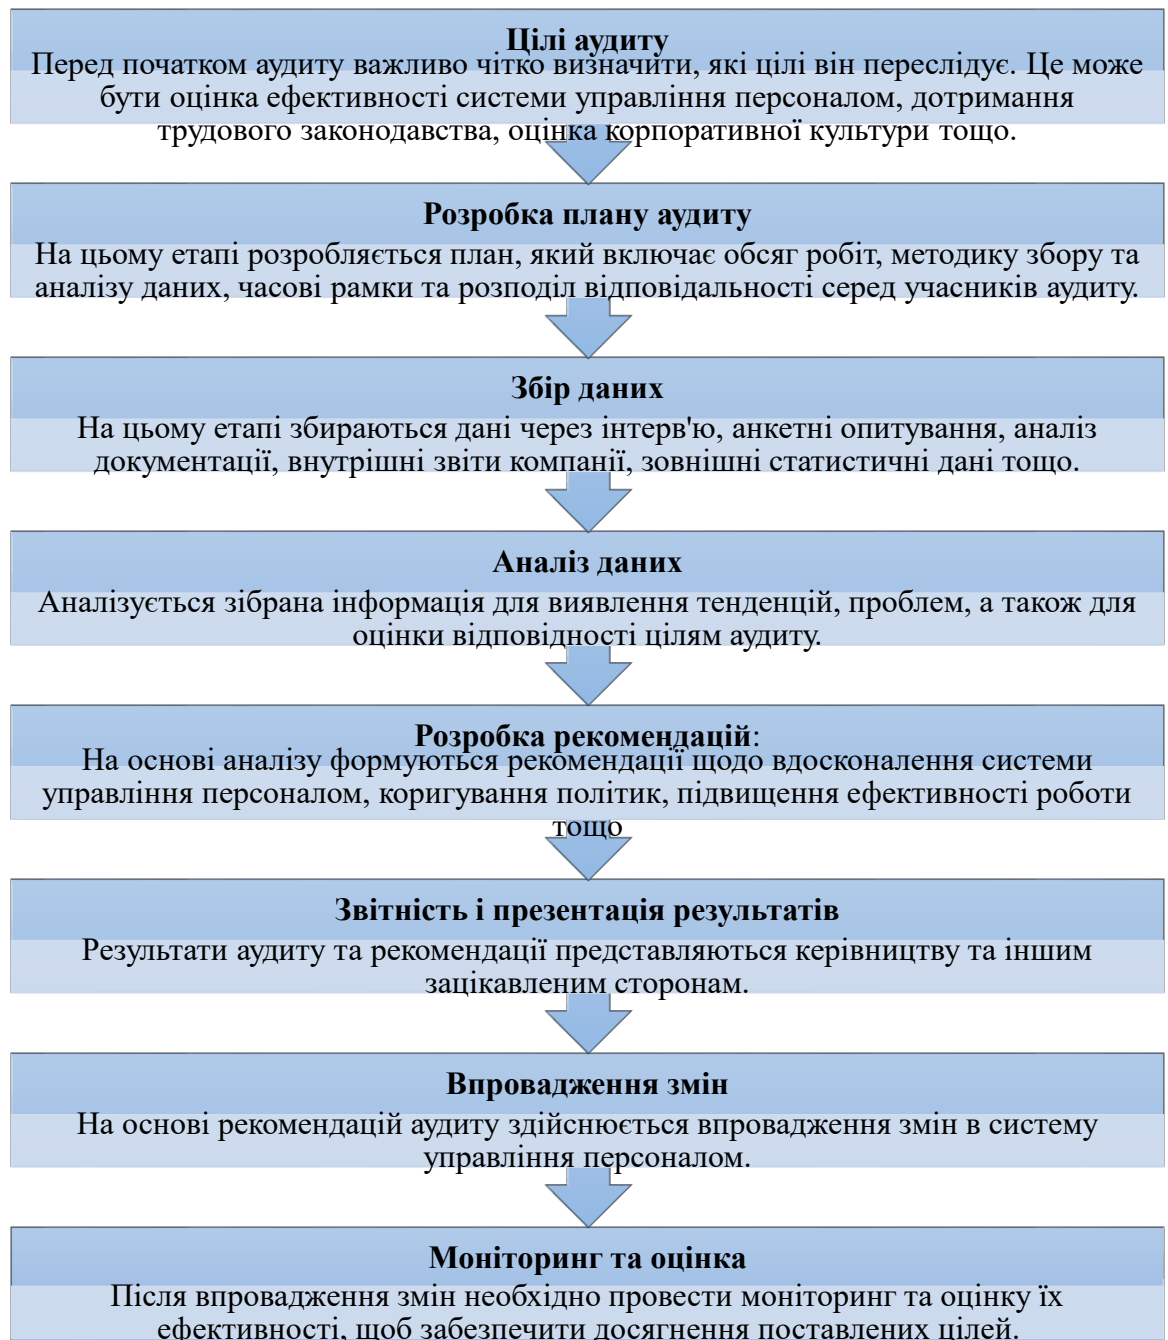 Цілі аудиту
Перед початком аудиту важливо чітко визначити, які цілі він переслідує. Це може
бути оцінка ефективності системи управління персоналом, дотримання
трудового законодавства, оцінка корпоративної культури тощо.
Розробка плану аудиту
На цьому етапі розробляється план, який включає обсяг робіт, методику збору та
аналізу даних, часові рамки та розподіл відповідальності серед учасників аудиту.
Збір даних
На цьому етапі збираються дані через інтерв'ю, анкетні опитування, аналіз
документації, внутрішні звіти компанії, зовнішні статистичні дані тощо.
Аналіз даних
Аналізується зібрана інформація для виявлення тенденцій, проблем, а також для
оцінки відповідності цілям аудиту.
Розробка рекомендацій:
На основі аналізу формуються рекомендації щодо вдосконалення системи
управління персоналом, коригування політик, підвищення ефективності роботи
тощо
Звітність і презентація результатів
Результати аудиту та рекомендації представляються керівництву та іншим
зацікавленим сторонам.
Впровадження змін
На основі рекомендацій аудиту здійснюється впровадження змін в систему
управління персоналом.
Моніторинг та оцінка
Після впровадження змін необхідно провести моніторинг та оцінку їх
ефективності, щоб забезпечити досягнення поставлених цілей.